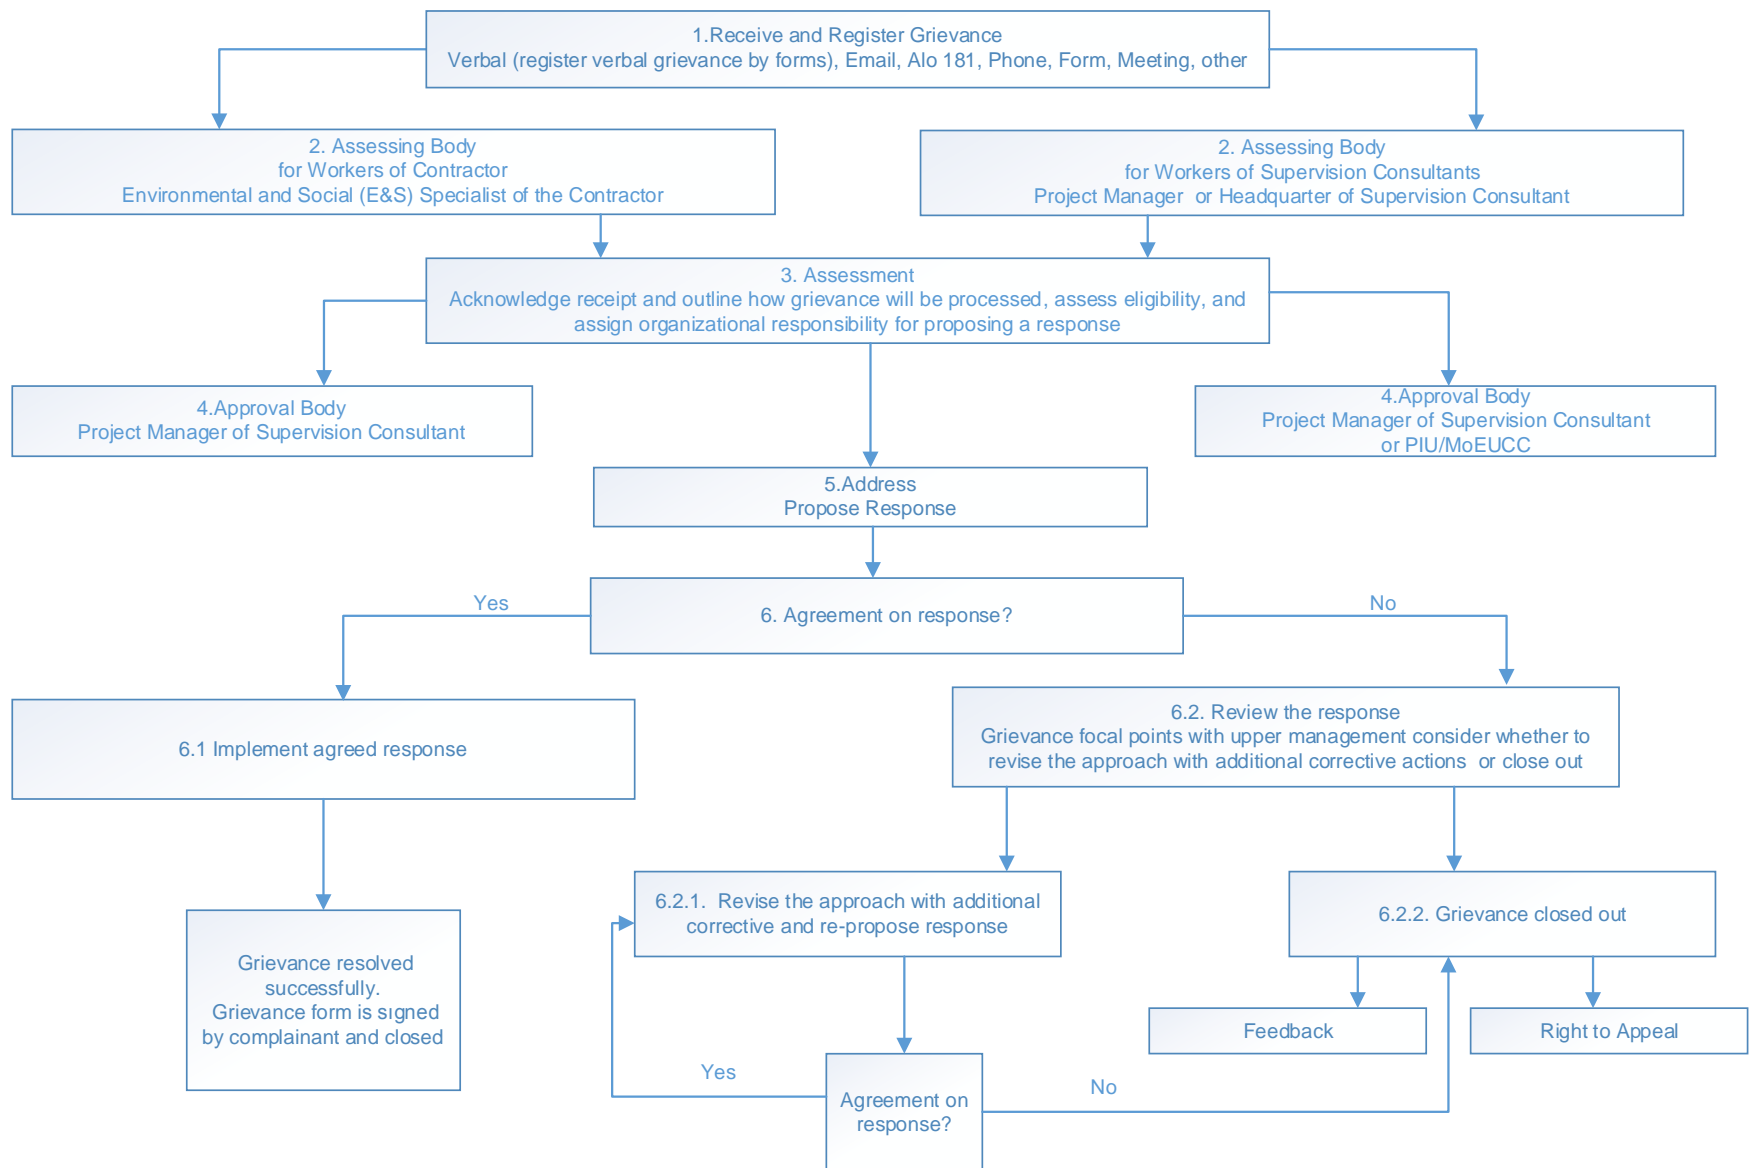 1.Receive and Register Grievance
Verbal (register verbal grievance by forms), Email, Alo 181, Phone, Form, Meeting, other
2. Assessing Body
for Workers of Contractor
Environmental and Social (E&S) Specialist of the Contractor
2. Assessing Body
for Workers of Supervision Consultants
Project Manager or Headquarter of Supervision Consultant
3. Assessment
Acknowledge receipt and outline how grievance will be processed, assess eligibility, and
assign organizational responsibility for proposing a response
4.Approval Body
Project Manager of Supervision Consultant
4.Approval Body
Project Manager of Supervision Consultant
or PIU/MoEUCC
5.Address
Propose Response
6. Agreement on response?
Yes
No
6.1 Implement agreed response
6.2. Review the response
Grievance focal points with upper management consider whether to
revise the approach with additional corrective actions or close out
6.2.1. Revise the approach with additional
corrective and re-propose response
6.2.2. Grievance closed out
Grievance resolved
successfully.
Grievance form is sıgned
by complainant and closed
Feedback
Right to Appeal
Yes
No
Agreement on
response?